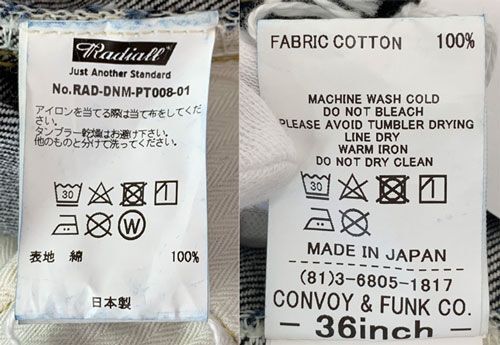 Radiall
Just Another Standard
No.RAD-DNM-PT008-01
アイロンを当てる際は当て布をしてくだ
さい。
タンブラー乾燥はお避け下さい。
他のものと分けて洗ってください。
30
W
表地 綿 100%
日本製
FABRIC COTTON 100%
MACHINE WASH COLD
DO NOT BLEACH
PLEASE AVOID TUMBLER DRYING
LINE DRY
WARM IRON
DO NOT DRY CLEAN
30
MADE IN JAPAN
(81)3-6805-1817
CONVOY & FUNK CO.
- 36inch -